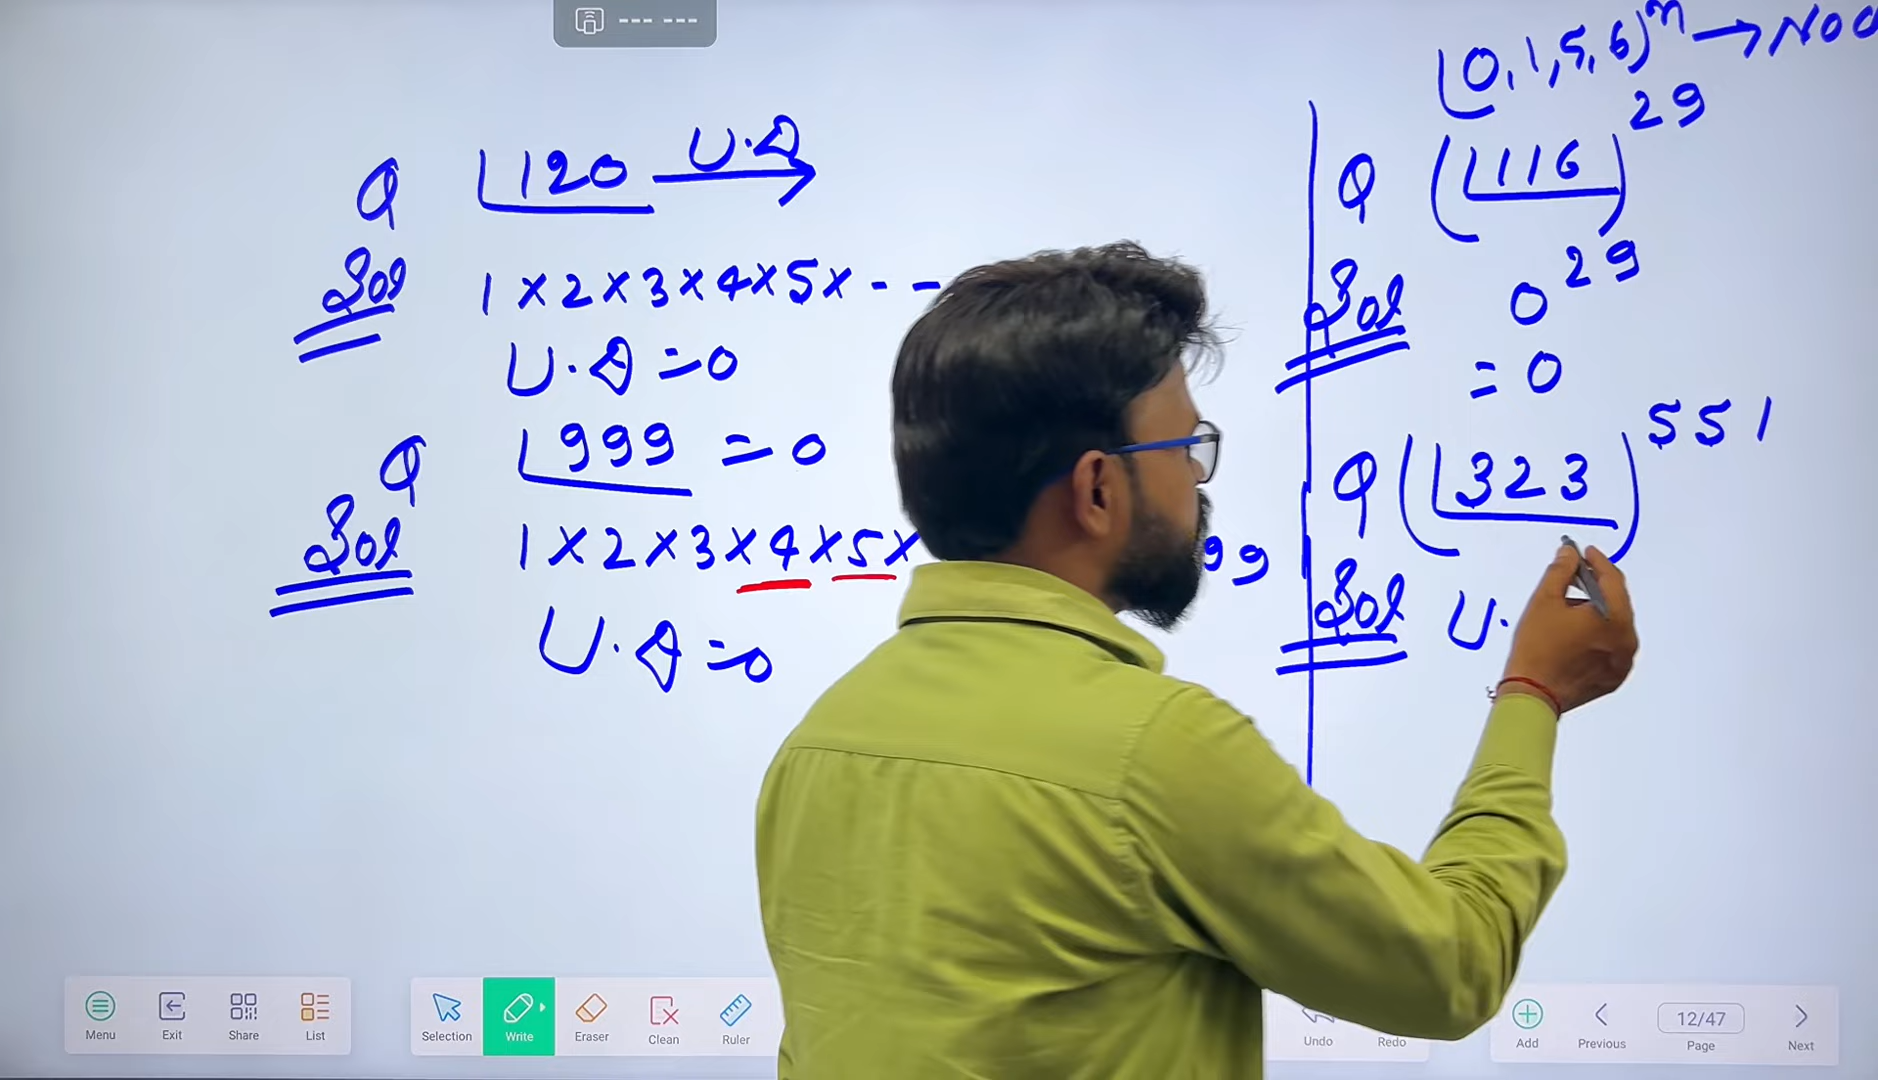 --- ---
Q ⌊120 U.D →
Sol 1×2×3×4×5×--
U.D=0
Q ⌊999 = 0
Sol 1×2×3×4×5× 99
U.D=0
(0,1,5,6)ⁿ →
Q (⌊116)²⁹
Sol 0²⁹
=0
Q (⌊323)⁵⁵¹
Sol U.
Menu Exit Share List Selection Write Eraser Clean Ruler Undo Redo Add Previous 12/47 Page Next